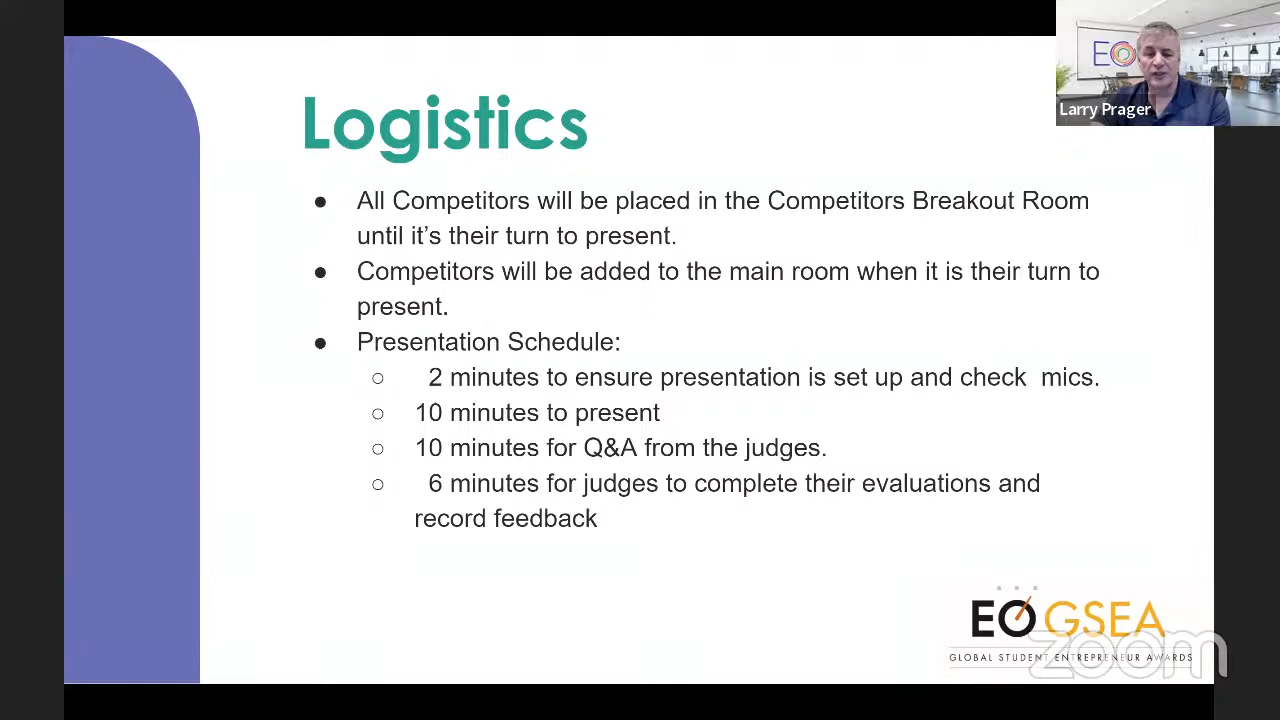 EO
Larry Prager
Logistics
● All Competitors will be placed in the Competitors Breakout Room
until it's their turn to present.
● Competitors will be added to the main room when it is their turn to
present.
● Presentation Schedule:
○ 2 minutes to ensure presentation is set up and check mics.
○ 10 minutes to present
○ 10 minutes for Q&A from the judges.
○ 6 minutes for judges to complete their evaluations and
record feedback
EO GSEA
GLOBAL STUDENT ENTREPRENEUR AWARDS
zoom